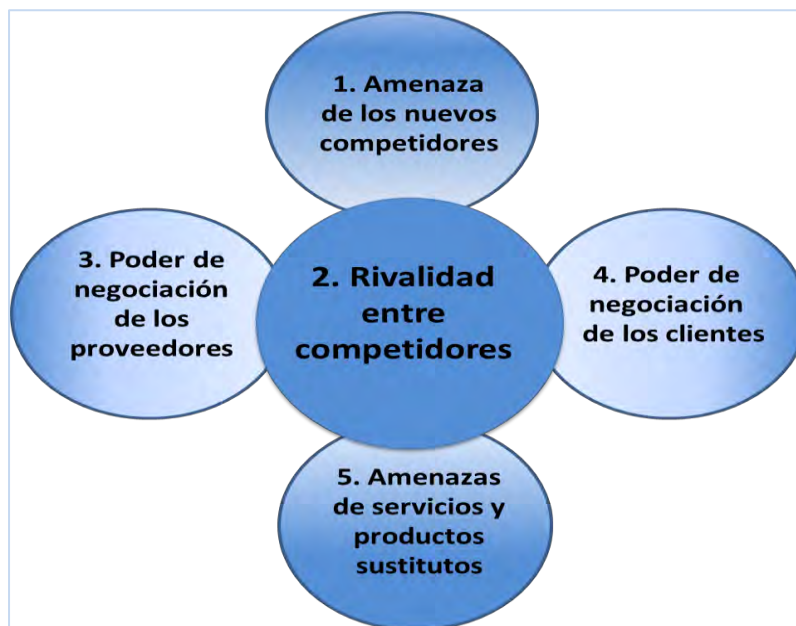 1. Amenaza
de los nuevos
competidores
2. Rivalidad
entre
competidores
3. Poder de
negociación
de los
proveedores
4. Poder de
negociación
de los clientes
5. Amenazas
de servicios y
productos
sustitutos